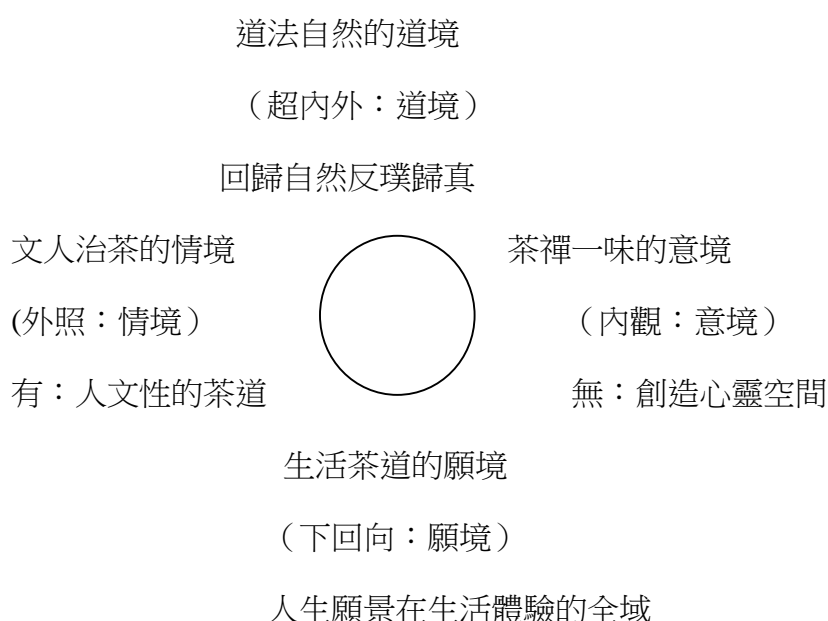 道法自然的道境
（超內外：道境）
回歸自然反璞歸真
文人治茶的情境
茶禪一味的意境
(外照：情境）
（內觀：意境）
有：人文性的茶道
無：創造心靈空間
生活茶道的願境
（下回向：願境）
人生願景在生活體驗的全域